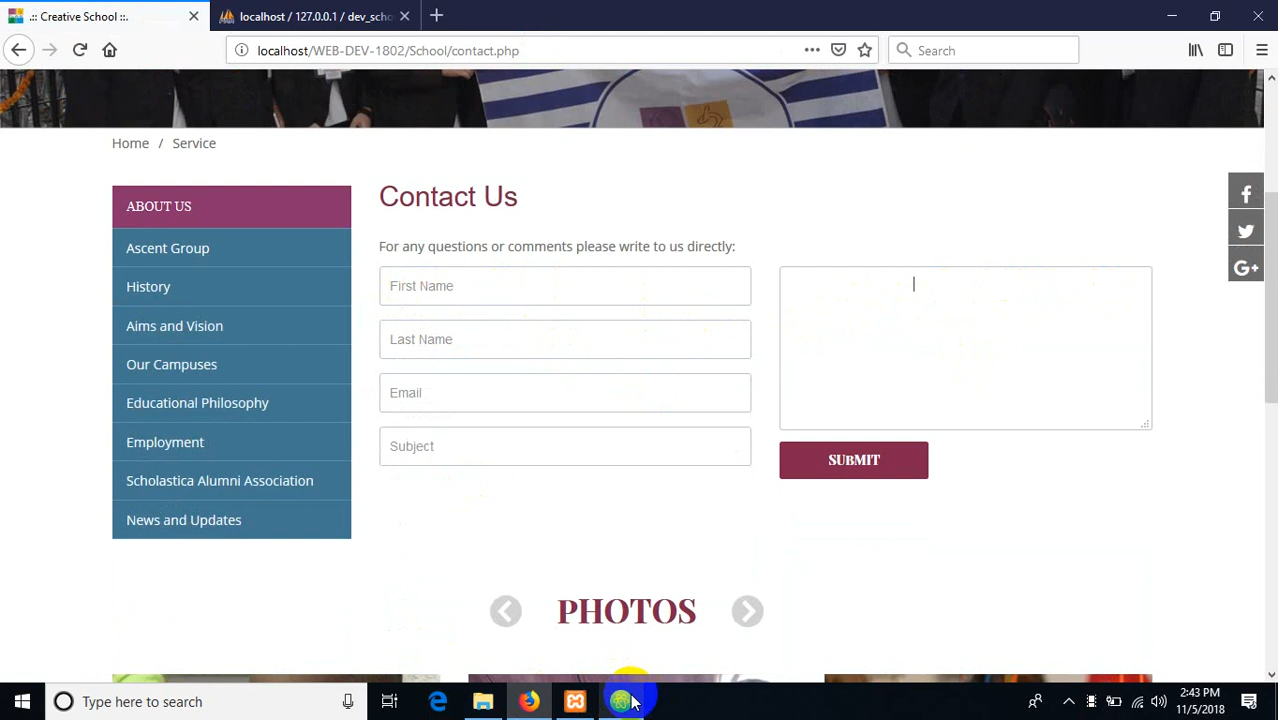 .:: Creative School ::.
localhost / 127.0.0.1 / dev_scho
localhost/WEB-DEV-1802/School/contact.php
Search
Home / Service
ABOUT US
Ascent Group
History
Aims and Vision
Our Campuses
Educational Philosophy
Employment
Scholastica Alumni Association
News and Updates
Contact Us
For any questions or comments please write to us directly:
First Name
Last Name
Email
Subject
SUBMIT
PHOTOS
Type here to search
2:43 PM
11/5/2018